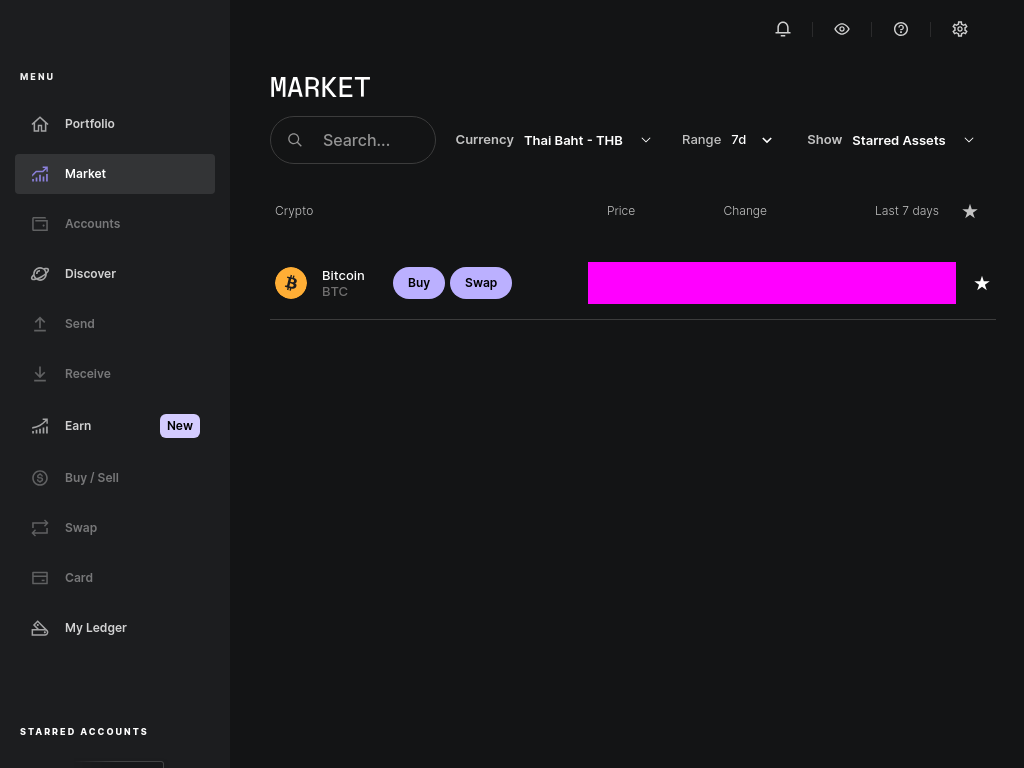 MENU
Portfolio
Market
Accounts
Discover
Send
Receive
Earn New
Buy / Sell
Swap
Card
My Ledger
STARRED ACCOUNTS
MARKET
Search... Currency Thai Baht - THB Range 7d Show Starred Assets
Crypto Price Change Last 7 days
Bitcoin
BTC
Buy Swap